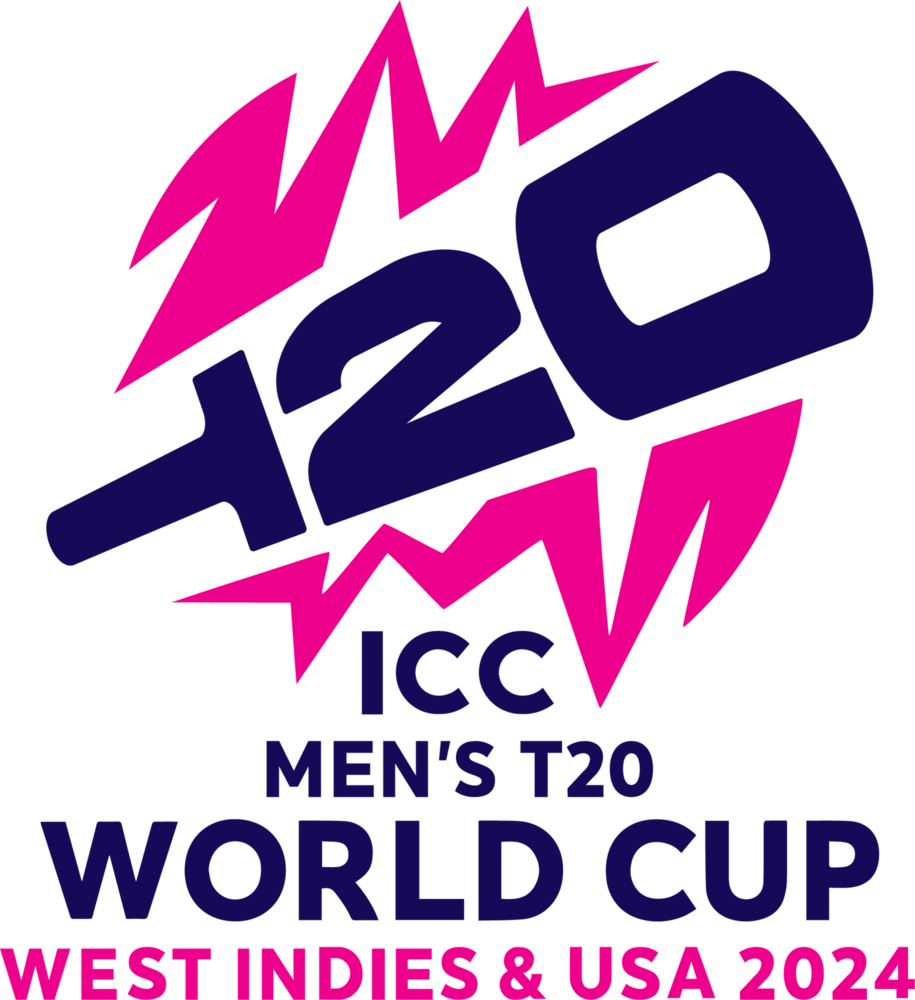 T20
ICC
MEN'S T20
WORLD CUP
WEST INDIES & USA 2024